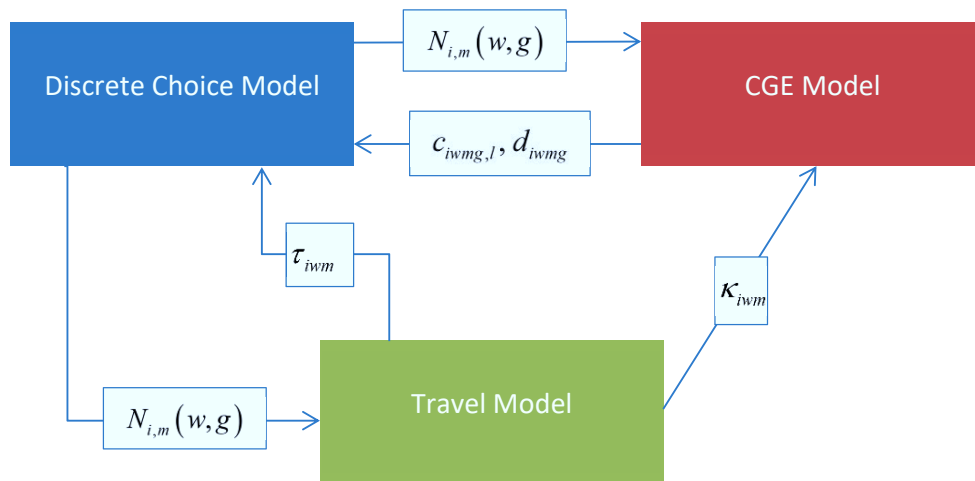 N_{i,m}(w,g)
Discrete Choice Model
CGE Model
c_{iwmg,l}, d_{iwmg}
τ_{iwm}
κ_{iwm}
Travel Model
N_{i,m}(w,g)